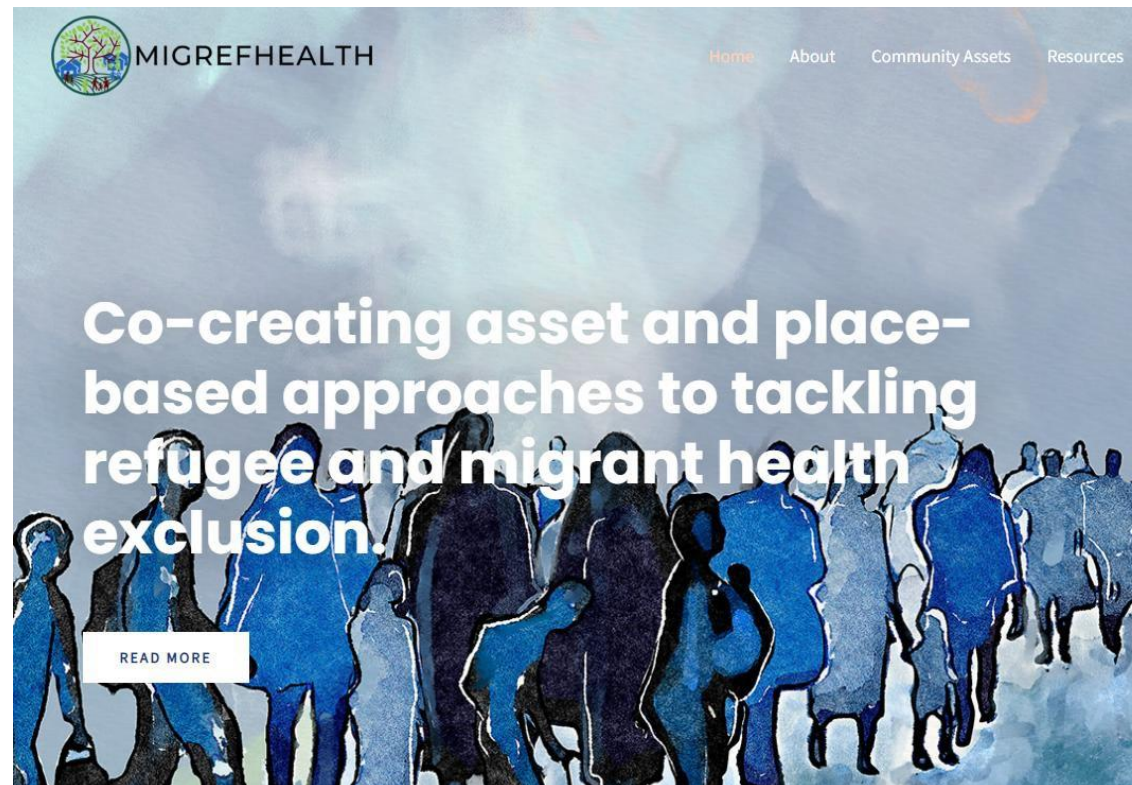 MIGREFHEALTH
Home About Community Assets Resources
Co-creating asset and place-
based approaches to tackling
refugee and migrant health
exclusion.
READ MORE